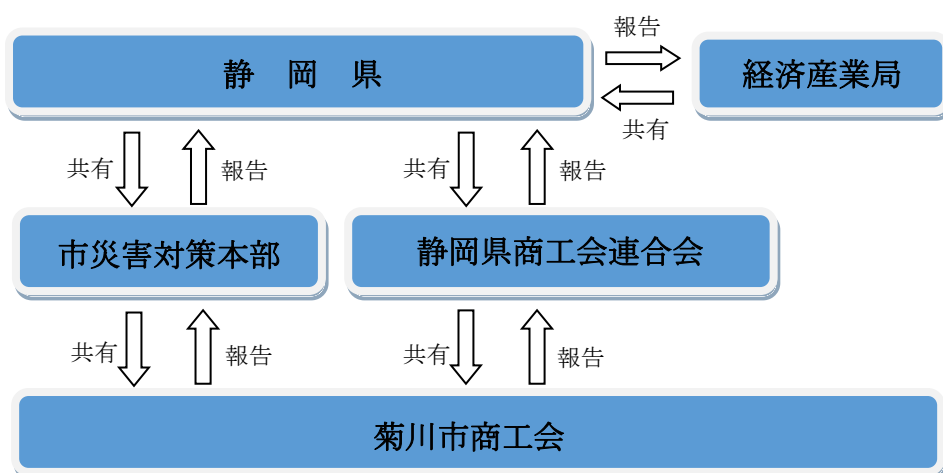 報告
静　岡　県
経済産業局
共有
共有
報告
共有
報告
市災害対策本部
静岡県商工会連合会
共有
報告
共有
報告
菊川市商工会